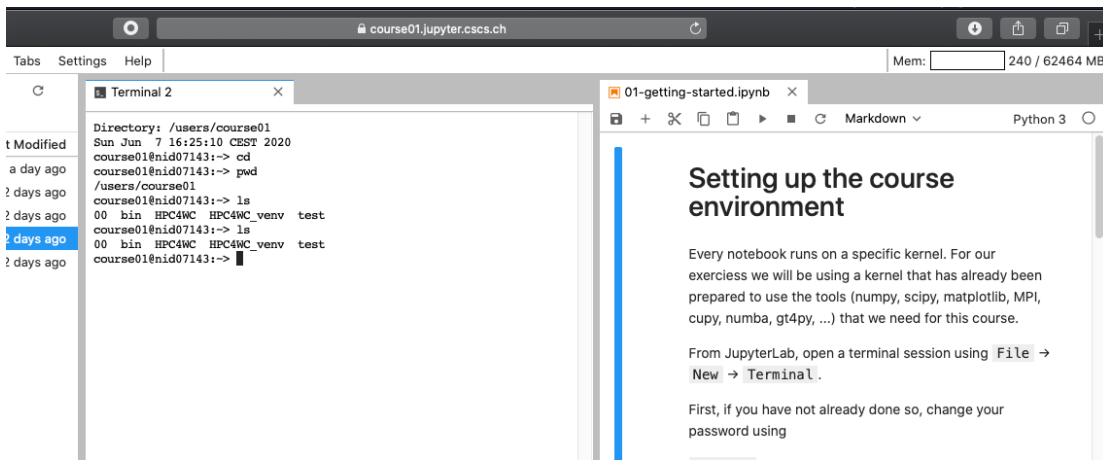 course01.jupyter.cscs.ch
Tabs Settings Help
Mem: 240 / 62464 MB
t Modified
a day ago
2 days ago
2 days ago
2 days ago
2 days ago
Terminal 2
Directory: /users/course01
Sun Jun  7 16:25:10 CEST 2020
course01@nid07143:~> cd
course01@nid07143:~> pwd
/users/course01
course01@nid07143:~> ls
00  bin  HPC4WC  HPC4WC_venv  test
course01@nid07143:~> ls
00  bin  HPC4WC  HPC4WC_venv  test
course01@nid07143:~>
01-getting-started.ipynb
Markdown
Python 3
Setting up the course
environment
Every notebook runs on a specific kernel. For our
exerciess we will be using a kernel that has already been
prepared to use the tools (numpy, scipy, matplotlib, MPI,
cupy, numba, gt4py, ...) that we need for this course.
From JupyterLab, open a terminal session using File →
New → Terminal .
First, if you have not already done so, change your
password using